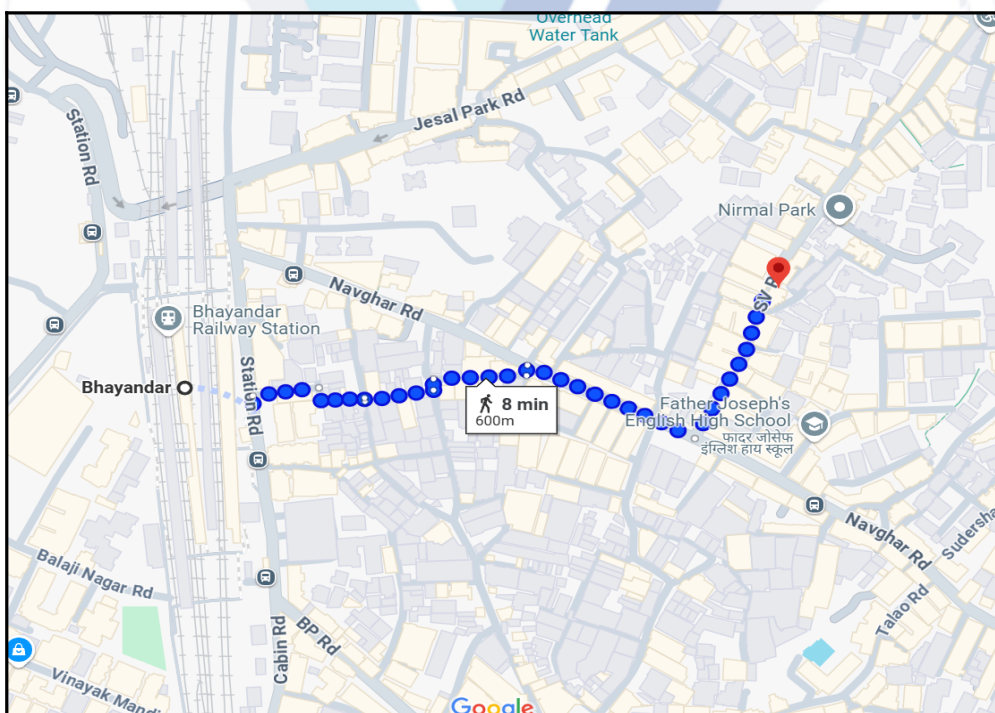 Overhead
Water Tank
Station Rd
Jesal Park Rd
Nirmal Park
Navghar Rd
SV R
Bhayandar
Railway Station
Bhayandar
Station Rd
8 min
600m
Father Joseph's
English High School
फादर जोसेफ
इंग्लिश हाय स्कूल
Navghar Rd
Sudersha
Balaji Nagar Rd
Talao Rd
BP Rd
Cabin Rd
Vinayak Mandi
Google